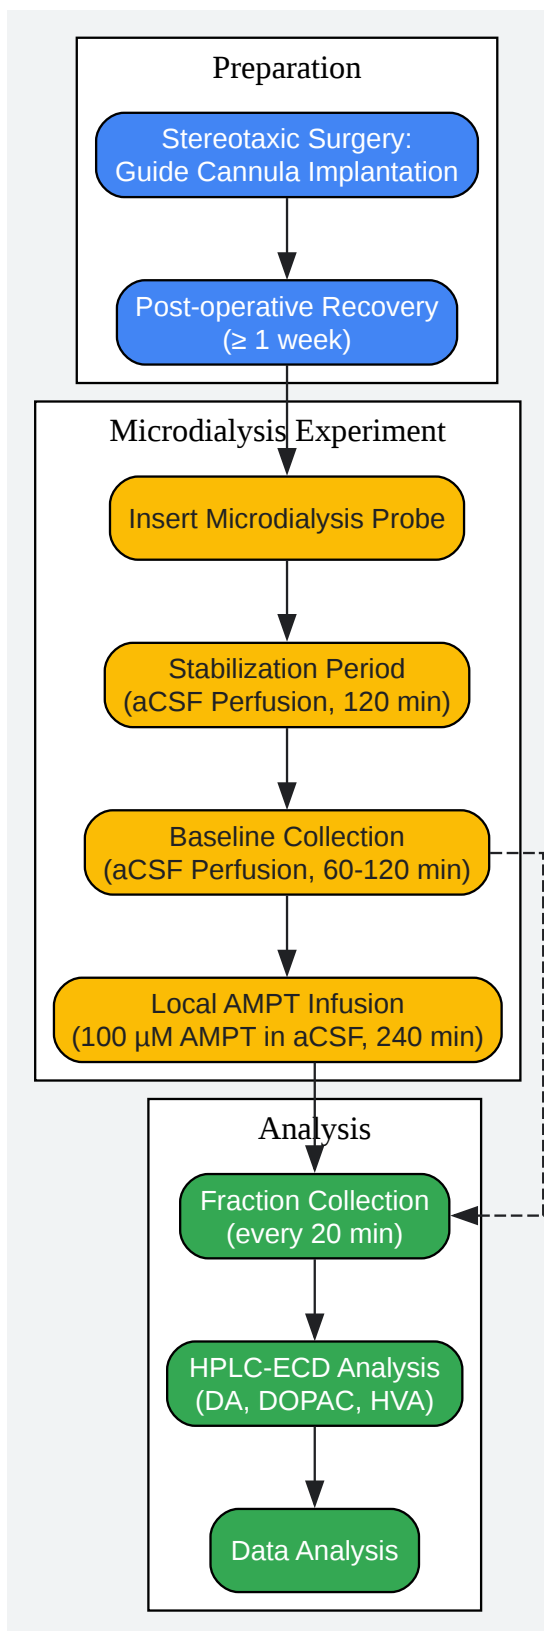 Preparation
Stereotaxic Surgery:
Guide Cannula Implantation
Post-operative Recovery
(≥ 1 week)
Microdialysis Experiment
Insert Microdialysis Probe
Stabilization Period
(aCSF Perfusion, 120 min)
Baseline Collection
(aCSF Perfusion, 60-120 min)
Local AMPT Infusion
(100 µM AMPT in aCSF, 240 min)
Analysis
Fraction Collection
(every 20 min)
HPLC-ECD Analysis
(DA, DOPAC, HVA)
Data Analysis